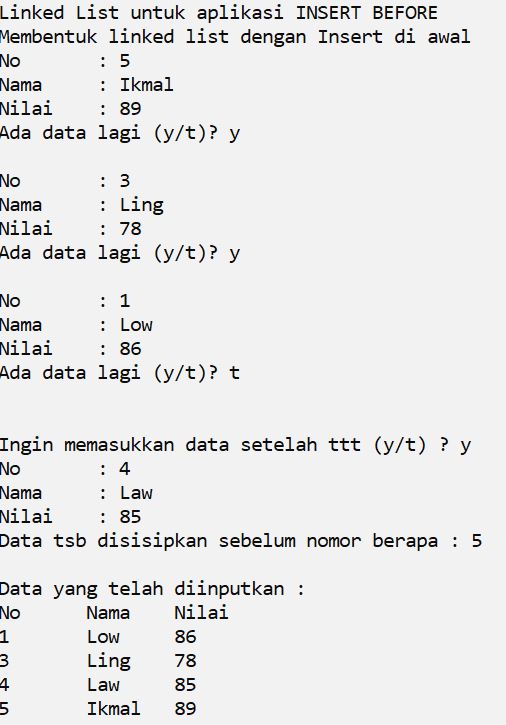 Linked List untuk aplikasi INSERT BEFORE
Membentuk linked list dengan Insert di awal
No : 5
Nama : Ikmal
Nilai : 89
Ada data lagi (y/t)? y
No : 3
Nama : Ling
Nilai : 78
Ada data lagi (y/t)? y
No : 1
Nama : Low
Nilai : 86
Ada data lagi (y/t)? t
Ingin memasukkan data setelah ttt (y/t) ? y
No : 4
Nama : Law
Nilai : 85
Data tsb disisipkan sebelum nomor berapa : 5
Data yang telah diinputkan :
No Nama Nilai
1 Low 86
3 Ling 78
4 Law 85
5 Ikmal 89